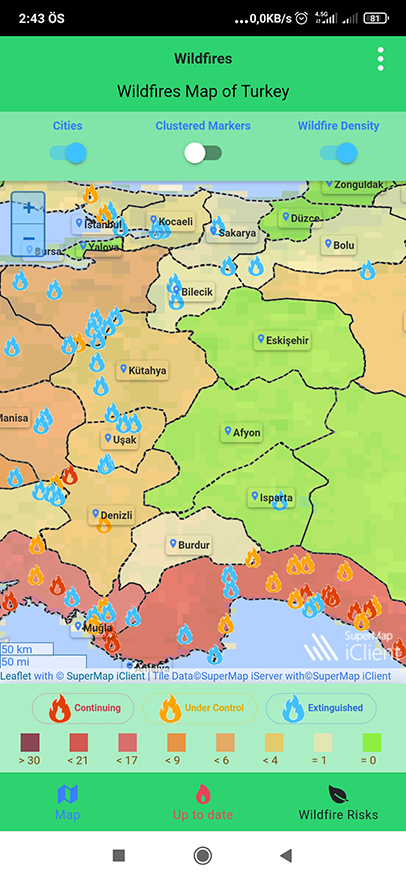 2:43 ÖS
...0,0KB/s
4.5G
81
Wildfires
Wildfires Map of Turkey
Cities
Clustered Markers
Wildfire Density
+
−
Zonguldak
İstanbul
Kocaeli
Düzce
Sakarya
Yalova
Bursa
Bolu
Bilecik
Eskişehir
Kütahya
Manisa
Uşak
Afyon
Isparta
Denizli
Burdur
Muğla
Antalya
SuperMap
iClient
50 km
50 mi
Leaflet with © SuperMap iClient | Tile Data©SuperMap iServer with©SuperMap iClient
Continuing
Under Control
Extinguished
> 30
< 21
< 17
< 9
< 6
< 4
= 1
= 0
Map
Up to date
Wildfire Risks